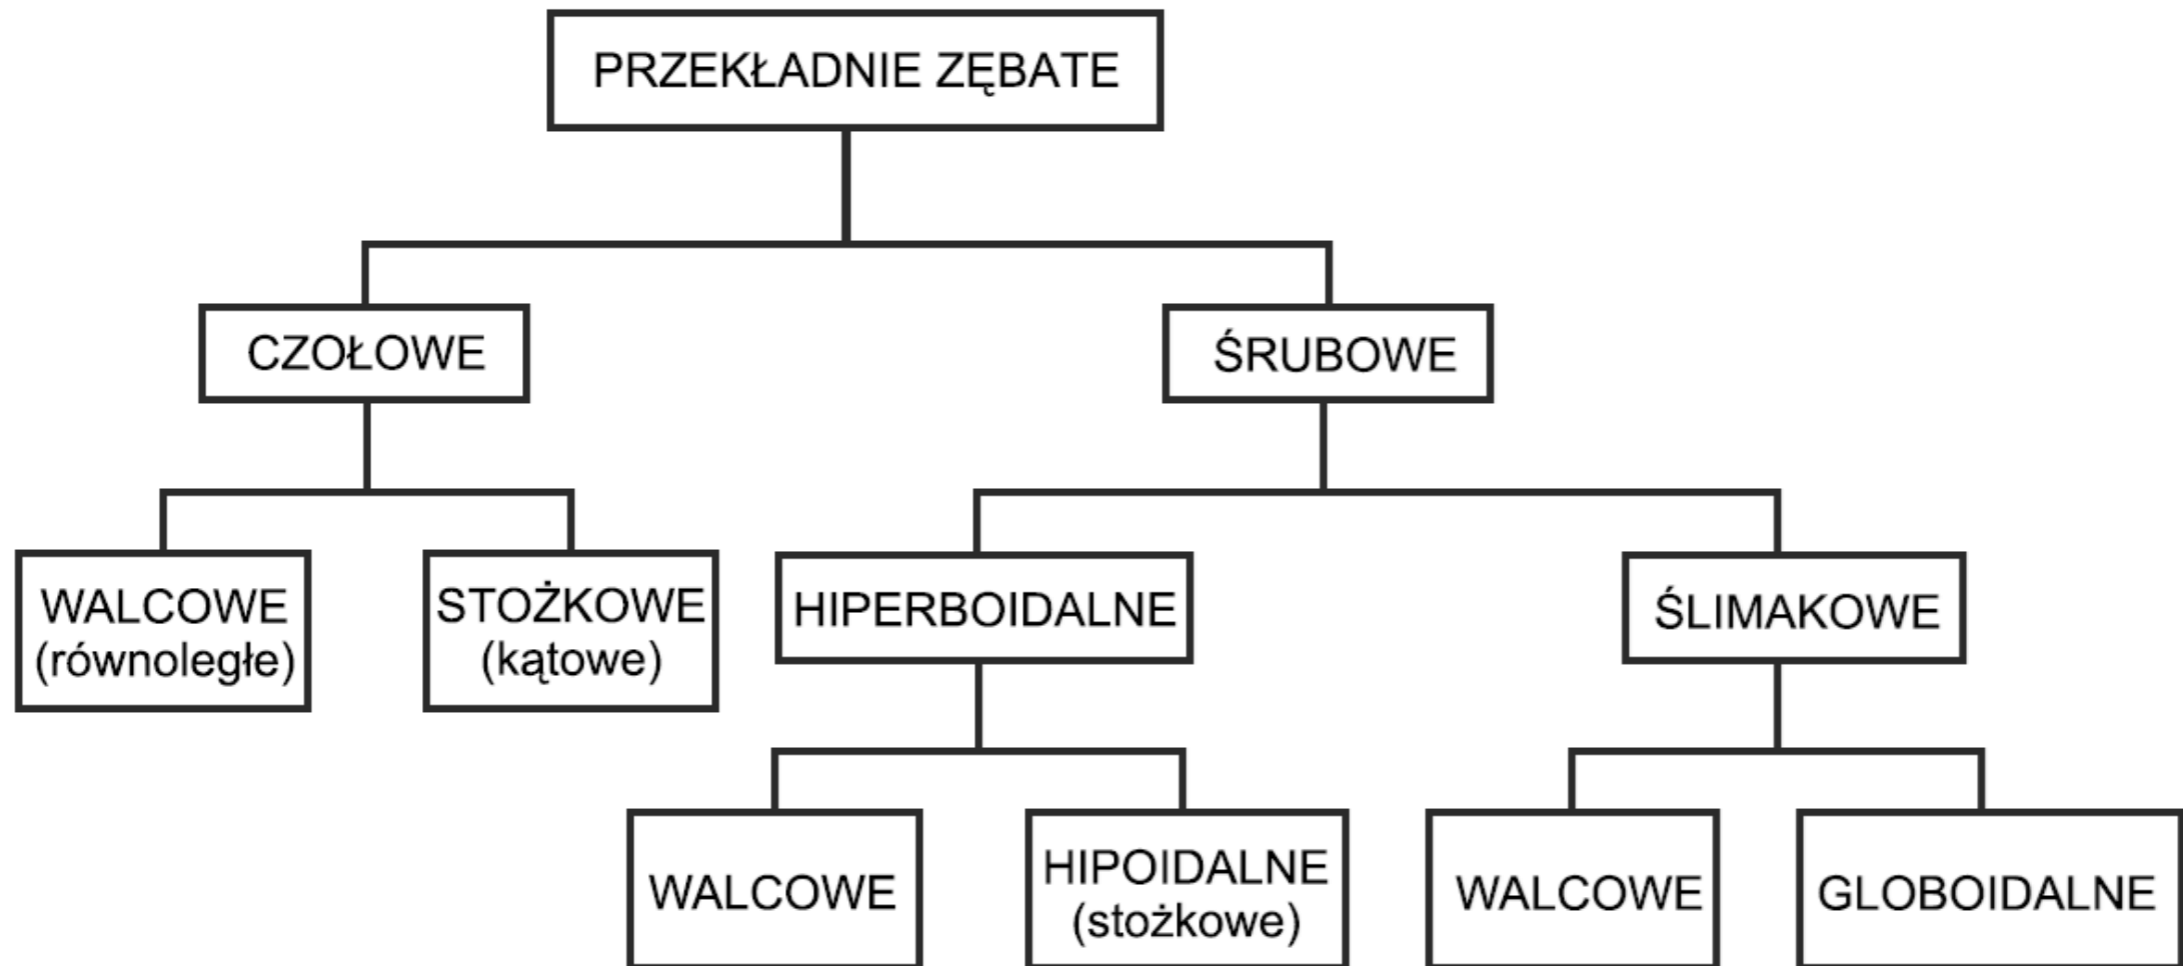 PRZEKŁADNIE ZĘBATE
CZOŁOWE
ŚRUBOWE
WALCOWE
(równoległe)
STOŻKOWE
(kątowe)
HIPERBOIDALNE
ŚLIMAKOWE
WALCOWE
HIPOIDALNE
(stożkowe)
WALCOWE
GLOBOIDALNE